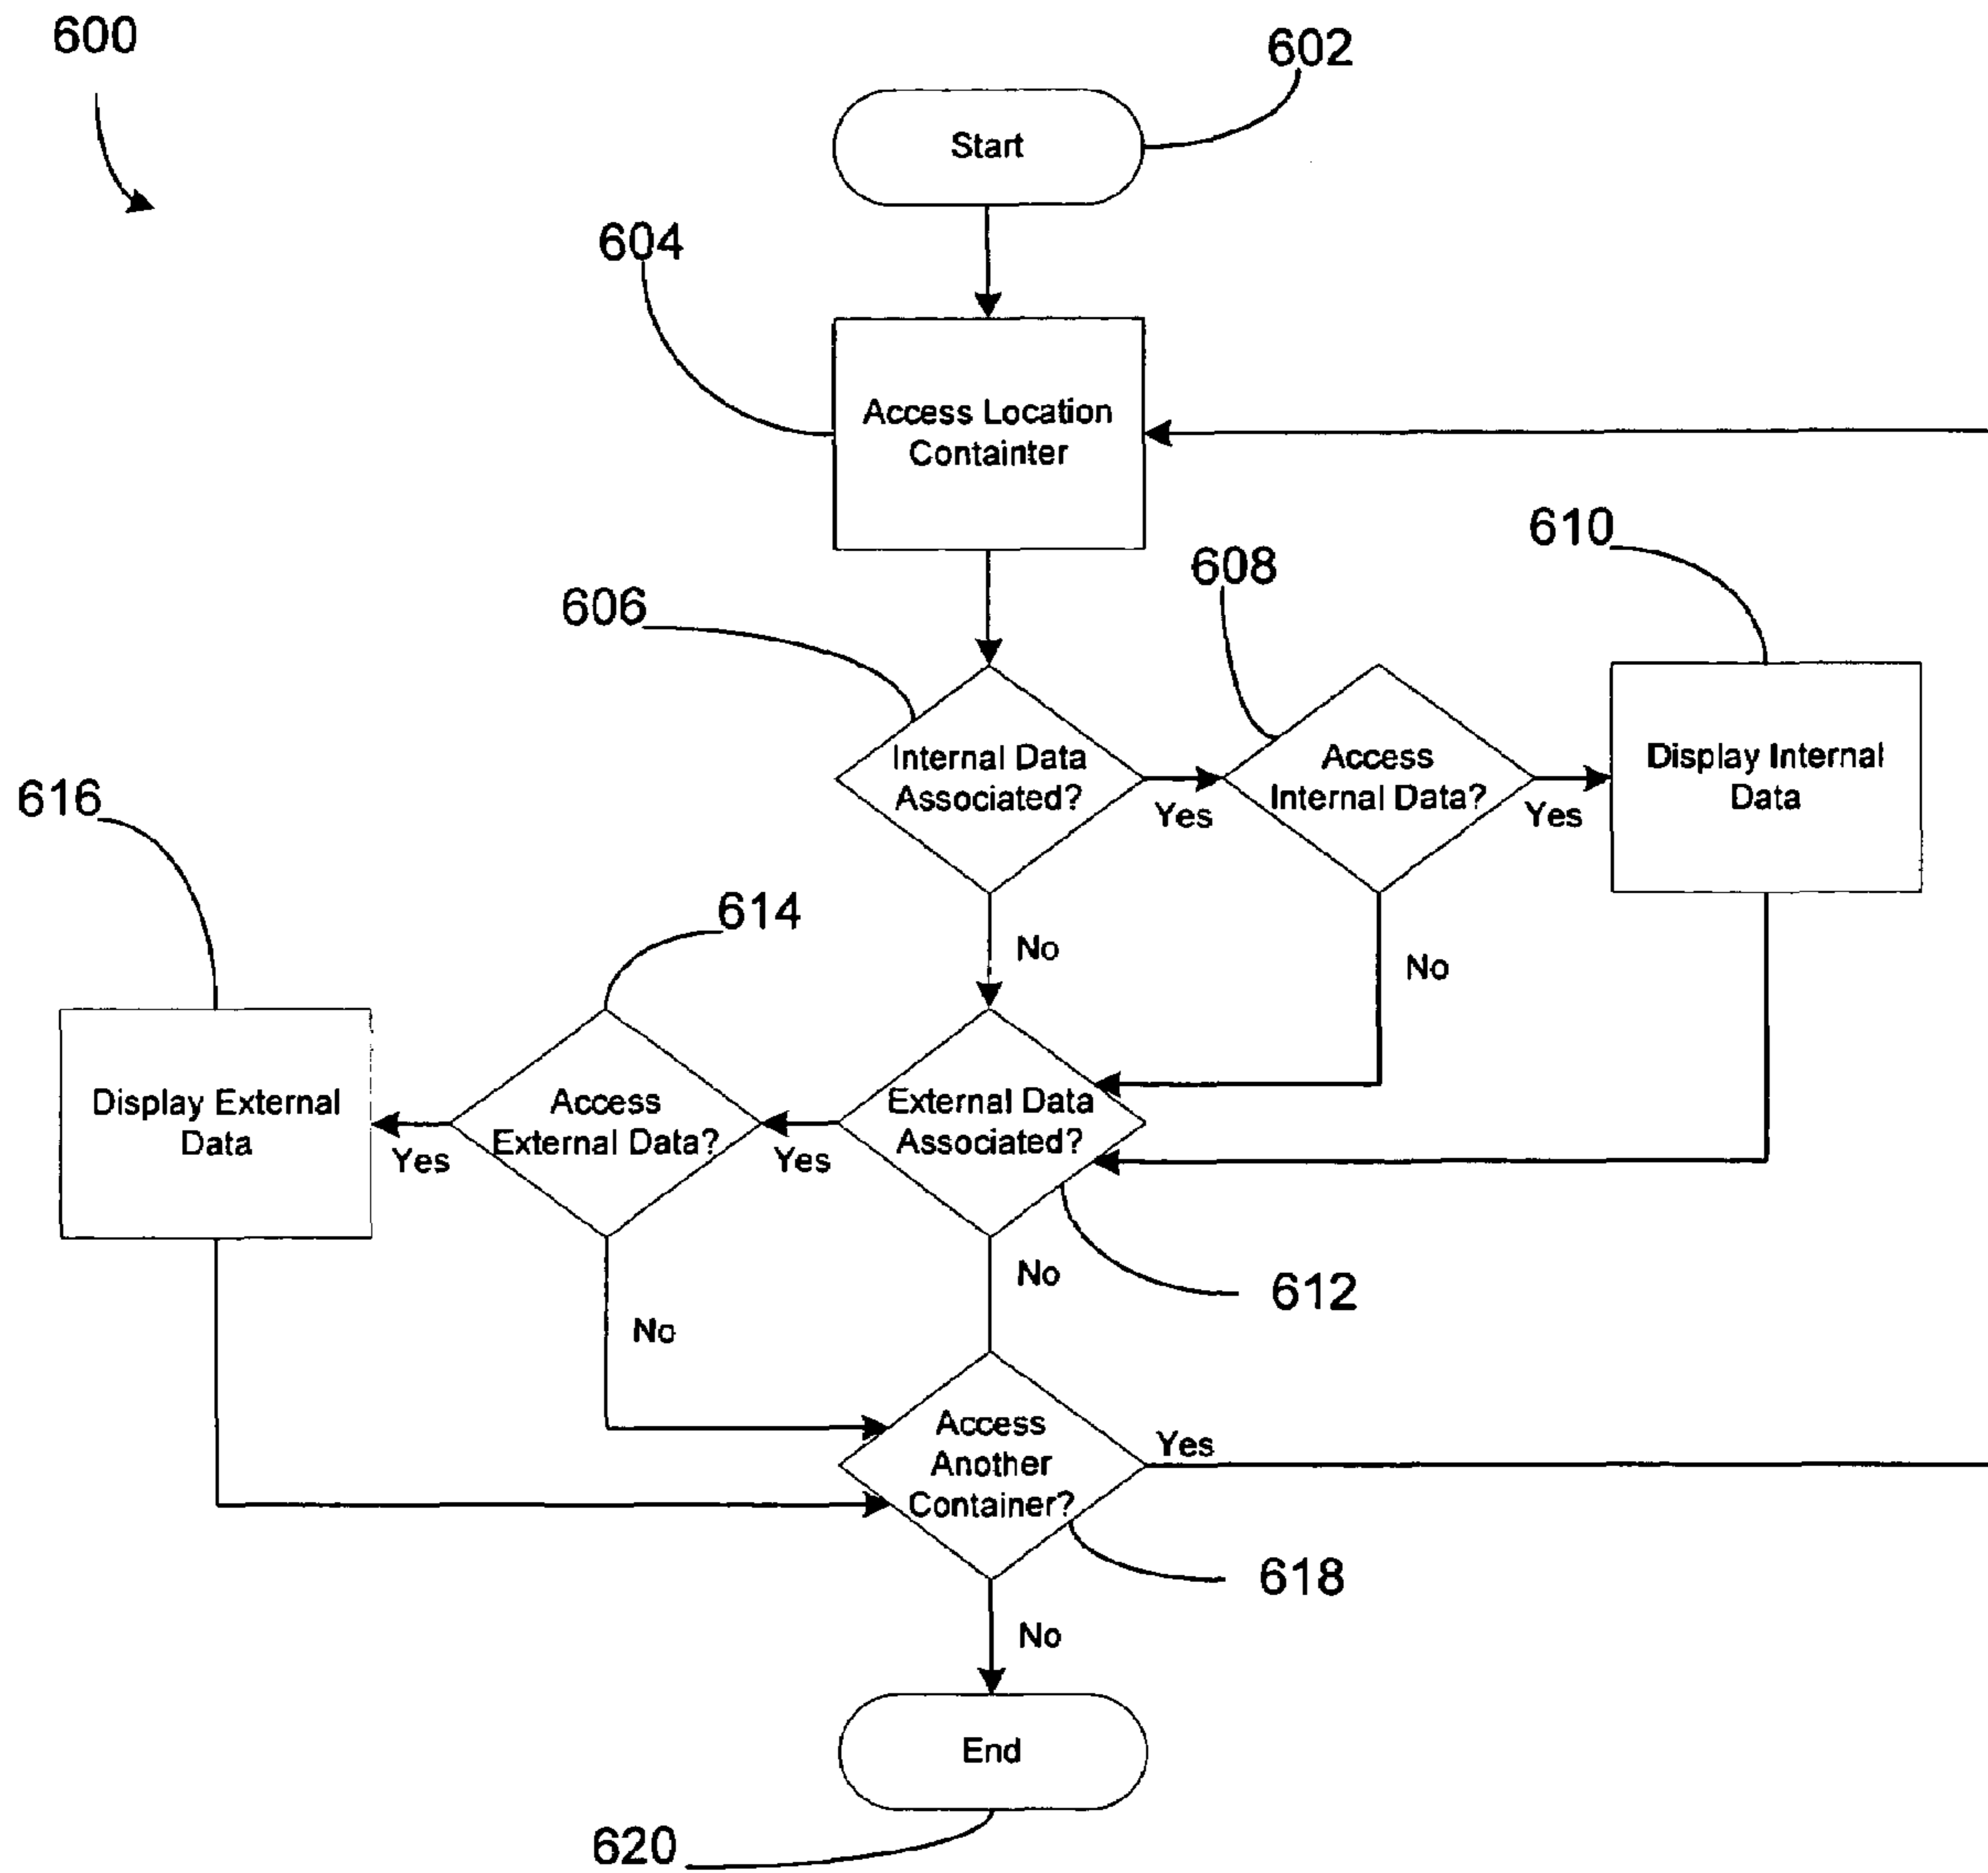 600
602
Start
604
Access Location
Containter
610
608
606
Internal Data
Associated?
Yes
Access
Internal Data?
Yes
Display Internal
Data
616
614
No
No
Display External
Data
Yes
Access
External Data?
Yes
External Data
Associated?
No
612
No
Access
Another
Container?
Yes
618
No
End
620